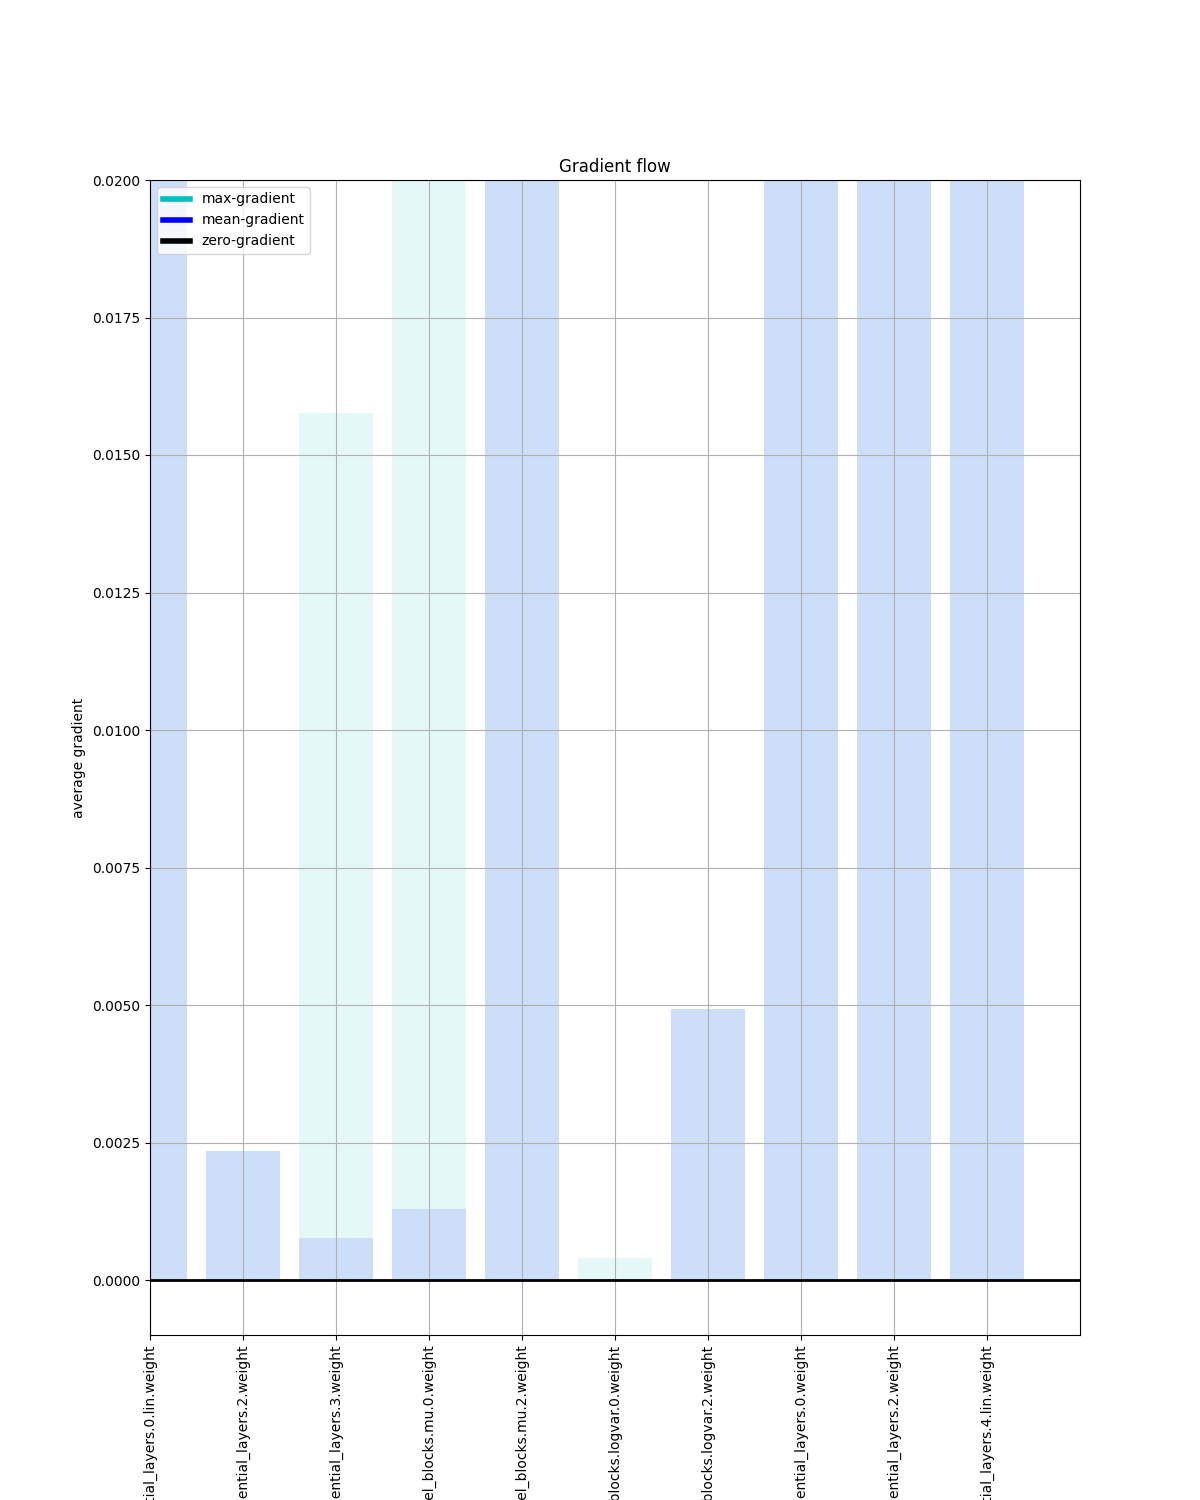 Gradient flow
max-gradient
mean-gradient
zero-gradient
0.0200
0.0175
0.0150
0.0125
0.0100
0.0075
0.0050
0.0025
0.0000
average gradient
tial_layers.0.lin.weight
ential_layers.2.weight
ential_layers.3.weight
el_blocks.mu.0.weight
el_blocks.mu.2.weight
blocks.logvar.0.weight
blocks.logvar.2.weight
ential_layers.0.weight
ential_layers.2.weight
tial_layers.4.lin.weight